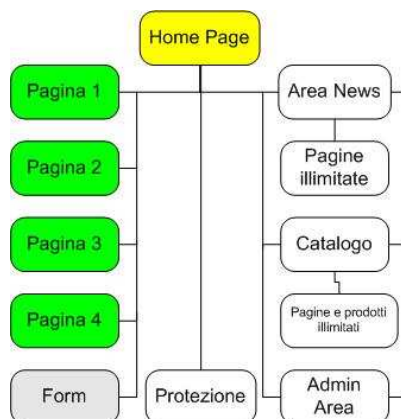 Home Page
Pagina 1
Area News
Pagina 2
Pagine
illimitate
Pagina 3
Catalogo
Pagina 4
Pagine e prodotti
illimitati
Form
Protezione
Admin
Area